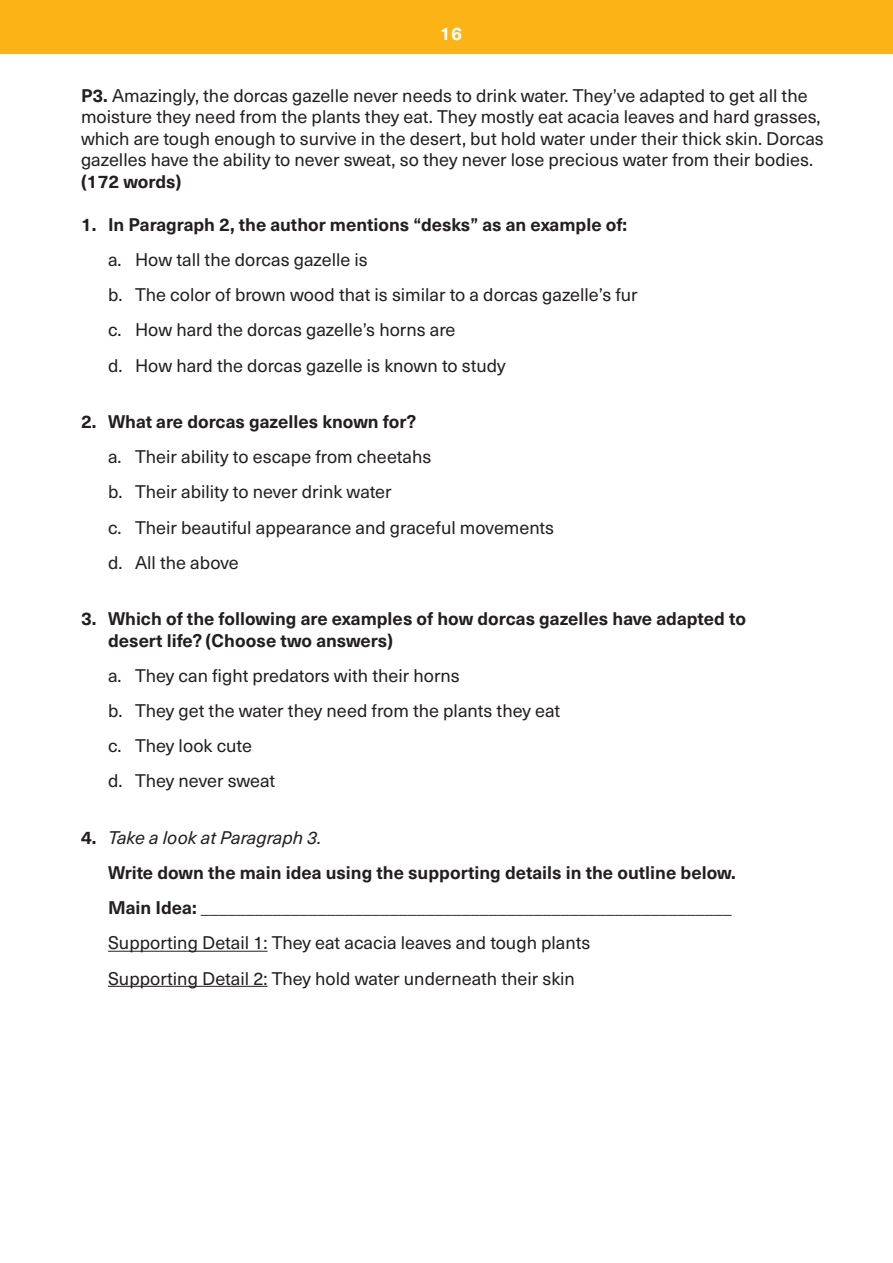 16
P3. Amazingly, the dorcas gazelle never needs to drink water. They’ve adapted to get all the
moisture they need from the plants they eat. They mostly eat acacia leaves and hard grasses,
which are tough enough to survive in the desert, but hold water under their thick skin. Dorcas
gazelles have the ability to never sweat, so they never lose precious water from their bodies.
(172 words)
1. In Paragraph 2, the author mentions “desks” as an example of:
a. How tall the dorcas gazelle is
b. The color of brown wood that is similar to a dorcas gazelle’s fur
c. How hard the dorcas gazelle’s horns are
d. How hard the dorcas gazelle is known to study
2. What are dorcas gazelles known for?
a. Their ability to escape from cheetahs
b. Their ability to never drink water
c. Their beautiful appearance and graceful movements
d. All the above
3. Which of the following are examples of how dorcas gazelles have adapted to
desert life? (Choose two answers)
a. They can fight predators with their horns
b. They get the water they need from the plants they eat
c. They look cute
d. They never sweat
4. Take a look at Paragraph 3.
Write down the main idea using the supporting details in the outline below.
Main Idea: ____________________________________________________________
Supporting Detail 1: They eat acacia leaves and tough plants
Supporting Detail 2: They hold water underneath their skin